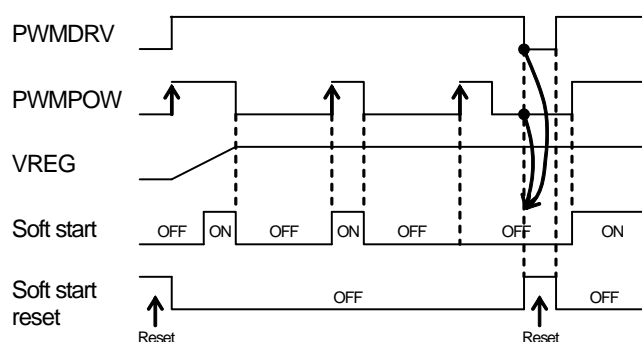 PWMDRV
PWMPOW
VREG
Soft start
OFF ON OFF ON OFF OFF ON
Soft start
reset
OFF OFF
Reset Reset